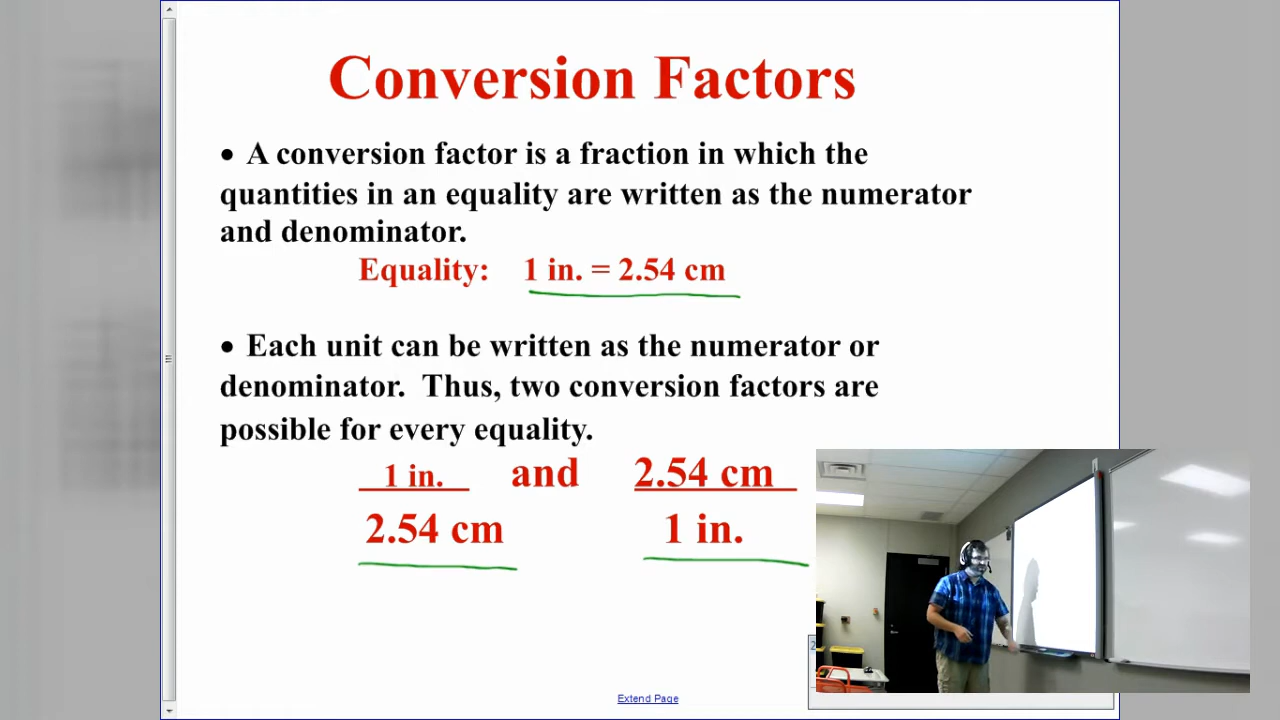 Conversion Factors
• A conversion factor is a fraction in which the
quantities in an equality are written as the numerator
and denominator.
Equality: 1 in. = 2.54 cm
• Each unit can be written as the numerator or
denominator. Thus, two conversion factors are
possible for every equality.
1 in. and 2.54 cm
2.54 cm 1 in.
Extend Page